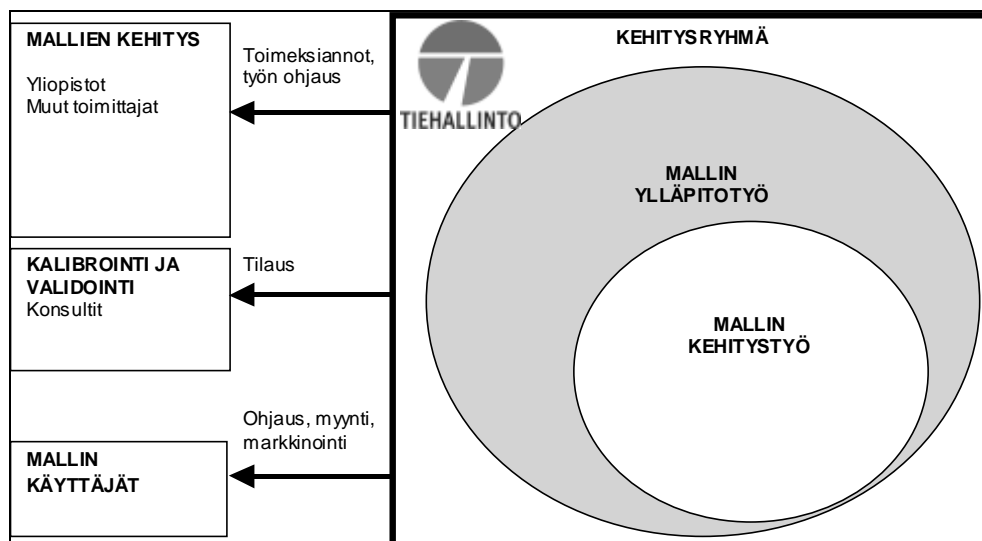 MALLIEN KEHITYS
Yliopistot
Muut toimittajat
Toimeksiannot,
työn ohjaus
KALIBROINTI JA
VALIDOINTI
Konsultit
Tilaus
MALLIN
KÄYTTÄJÄT
Ohjaus, myynti,
markkinointi
TIEHALLINTO
KEHITYSRYHMÄ
MALLIN
YLLÄPITOTYÖ
MALLIN
KEHITYSTYÖ